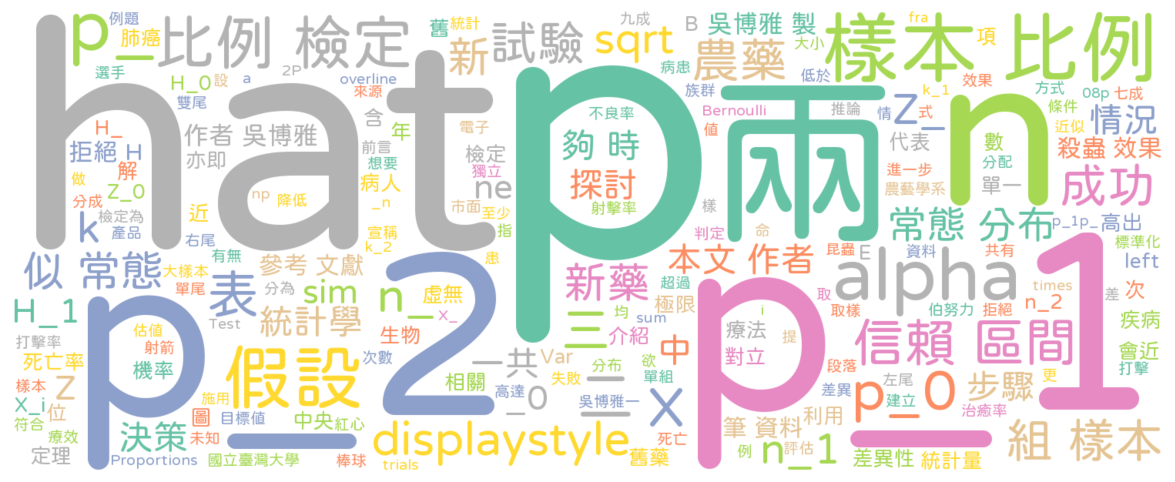 例題
舊
統計
九成
B
吳博雅 製
大小
fra
項
p_
肺癌
比例 檢定
新
試驗
sqrt
農藥
樣本 比例
選手
H_0
設
a
2P
overline
來源
病患
族群
低於
k_1
效果
方式
08p
七成
雙尾
含
不良率
Bernoulli
推論
情
Z_
式
條件
hat
p
兩
n
H_
作者 吳博雅
年
電子
夠 時
值
代表
近似
情況
拒絕 H
解
亦即
前言
檢定
獨立
探討
進一步
數
分配
殺蟲 效果
做
Z_0
想要
病人
ne
農藝學系
單一
成功
分成
np
降低
_n
市面
至少
射擊率
樣
檢定為
近
宣稱
指
常態 分布
p_1p_
高出
k
產品
右尾
k_2
患
判定
命
標準化
似 常態
有無
大樣本
參考 文獻
本文 作者
昆蟲
E
資料
共有
left
單尾
表
分為
sim
n_
虛無
新藥
超過
極限
取
alpha
times
差
次
H_1
Test
統計學
X_
三
均
sum
i
取樣
伯努力
拒絕
n_2
疾病
打擊率
估值
生物
介紹
療法
提
信賴 區間
會近
死亡率
射箭
機率
次數
一共
Var
中
對立
段落
打擊
樣本
假設
相關
分布
欲
單組
差異
左尾
更
X_i
Z
位
施用
高達
_0
失敗
二
X
利用
建立
p_0
步驟
符合
目標值
圖
中央
紅心
吳博雅一
筆 資料
治癒率
療效
決策
未知
p_2
p_1
例
評估
組 樣本
定理
Proportions
國立臺灣大學
棒球
displaystyle
trials
舊藥
死亡
n_1
差異性
統計量